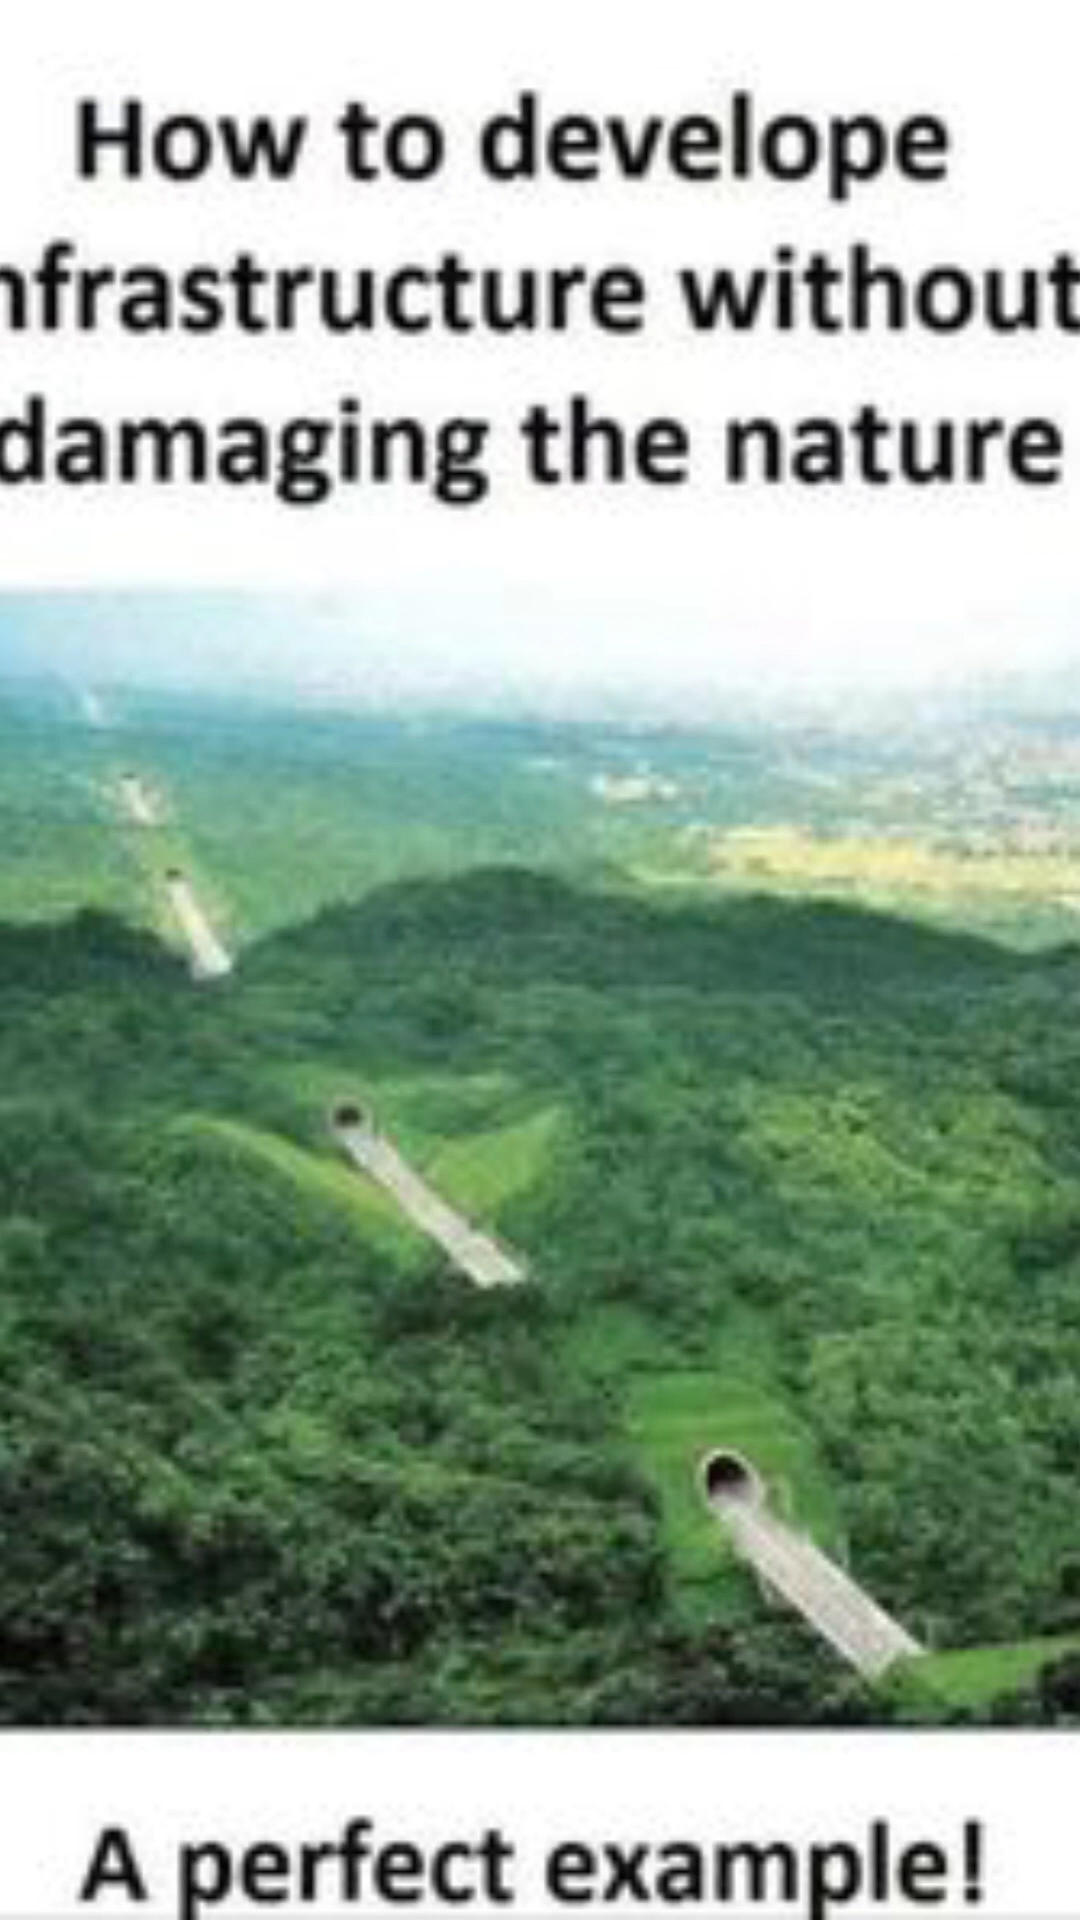 How to develope
nfrastructure without
damaging the nature
A perfect example!